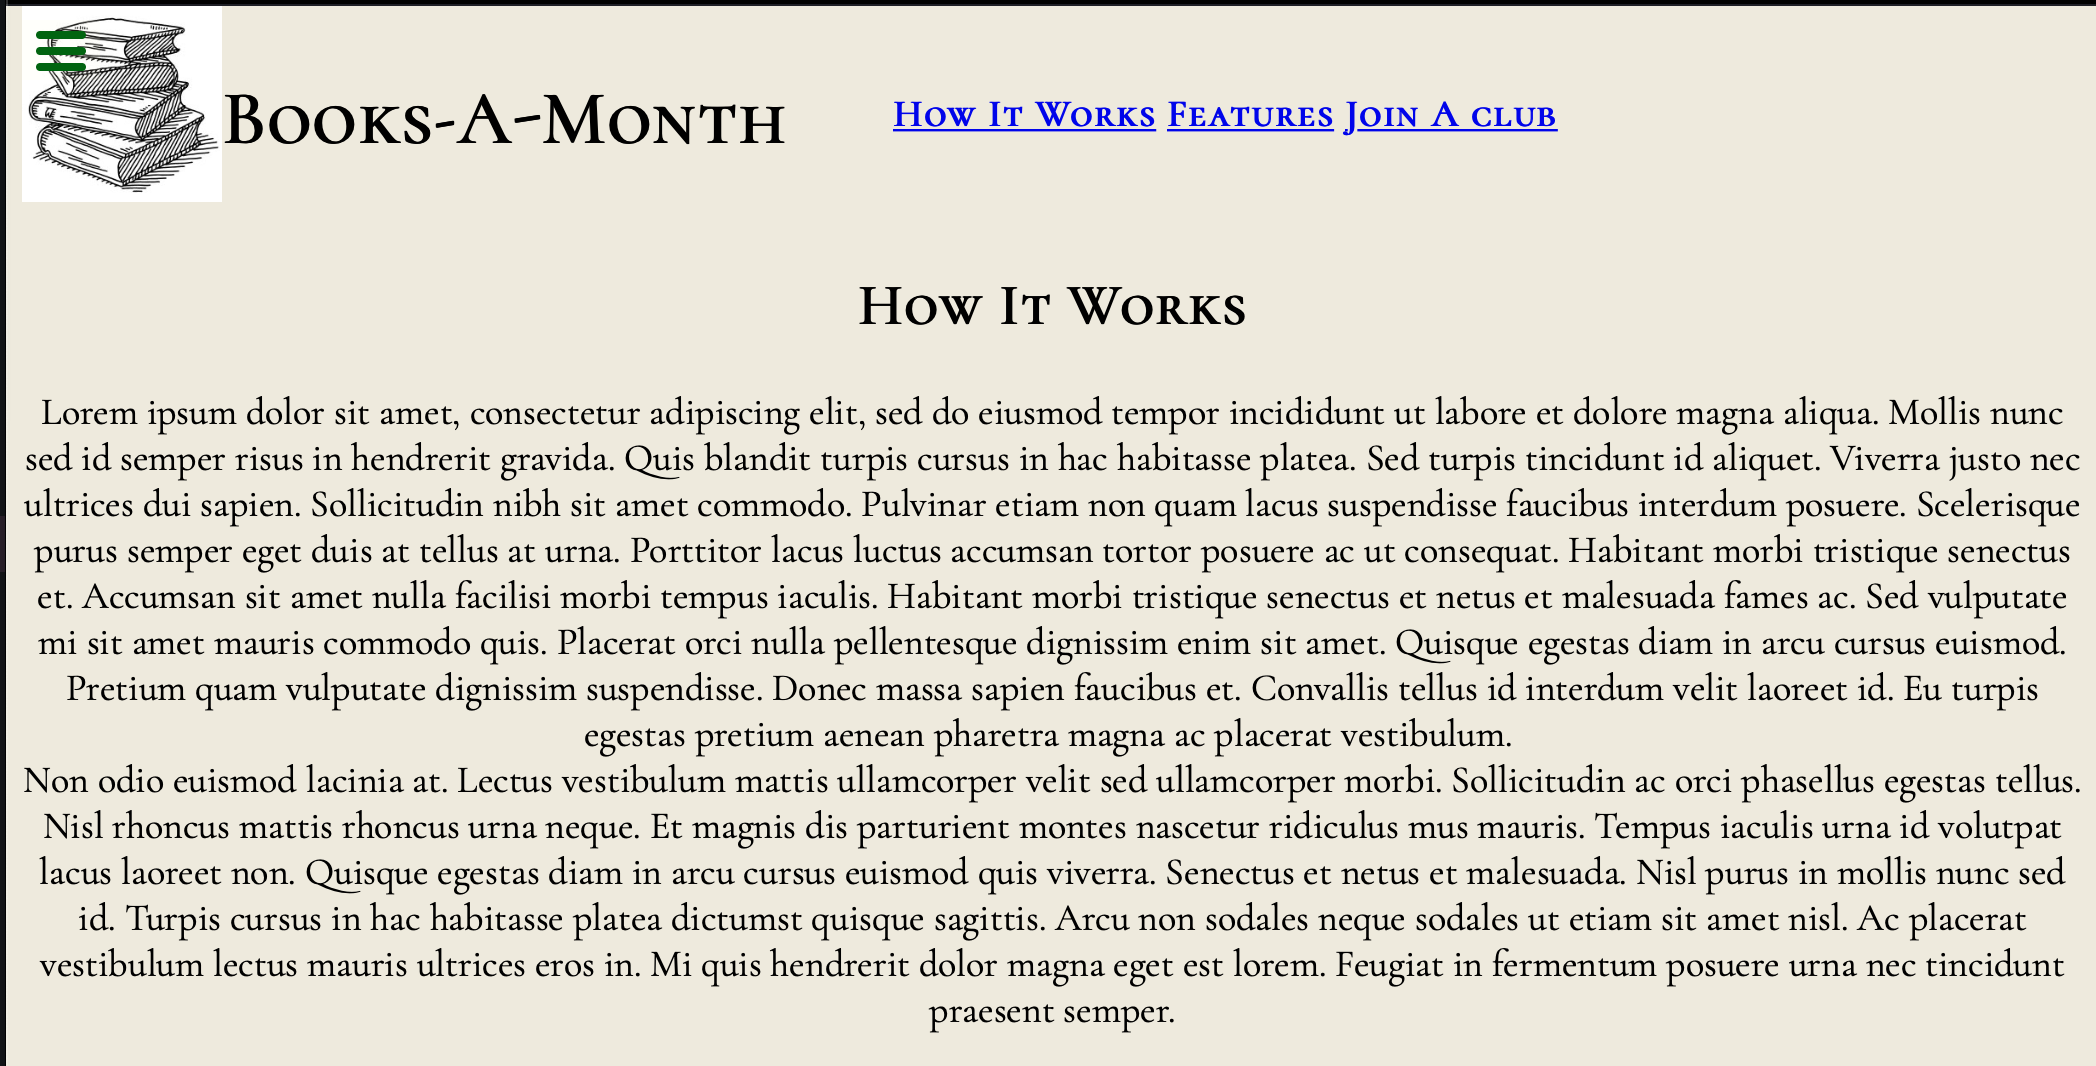 Books-A-Month
How It Works Features Join A club
How It Works
Lorem ipsum dolor sit amet, consectetur adipiscing elit, sed do eiusmod tempor incididunt ut labore et dolore magna aliqua. Mollis nunc
sed id semper risus in hendrerit gravida. Quis blandit turpis cursus in hac habitasse platea. Sed turpis tincidunt id aliquet. Viverra justo nec
ultrices dui sapien. Sollicitudin nibh sit amet commodo. Pulvinar etiam non quam lacus suspendisse faucibus interdum posuere. Scelerisque
purus semper eget duis at tellus at urna. Porttitor lacus luctus accumsan tortor posuere ac ut consequat. Habitant morbi tristique senectus
et. Accumsan sit amet nulla facilisi morbi tempus iaculis. Habitant morbi tristique senectus et netus et malesuada fames ac. Sed vulputate
mi sit amet mauris commodo quis. Placerat orci nulla pellentesque dignissim enim sit amet. Quisque egestas diam in arcu cursus euismod.
Pretium quam vulputate dignissim suspendisse. Donec massa sapien faucibus et. Convallis tellus id interdum velit laoreet id. Eu turpis
egestas pretium aenean pharetra magna ac placerat vestibulum.
Non odio euismod lacinia at. Lectus vestibulum mattis ullamcorper velit sed ullamcorper morbi. Sollicitudin ac orci phasellus egestas tellus.
Nisl rhoncus mattis rhoncus urna neque. Et magnis dis parturient montes nascetur ridiculus mus mauris. Tempus iaculis urna id volutpat
lacus laoreet non. Quisque egestas diam in arcu cursus euismod quis viverra. Senectus et netus et malesuada. Nisl purus in mollis nunc sed
id. Turpis cursus in hac habitasse platea dictumst quisque sagittis. Arcu non sodales neque sodales ut etiam sit amet nisl. Ac placerat
vestibulum lectus mauris ultrices eros in. Mi quis hendrerit dolor magna eget est lorem. Feugiat in fermentum posuere urna nec tincidunt
praesent semper.